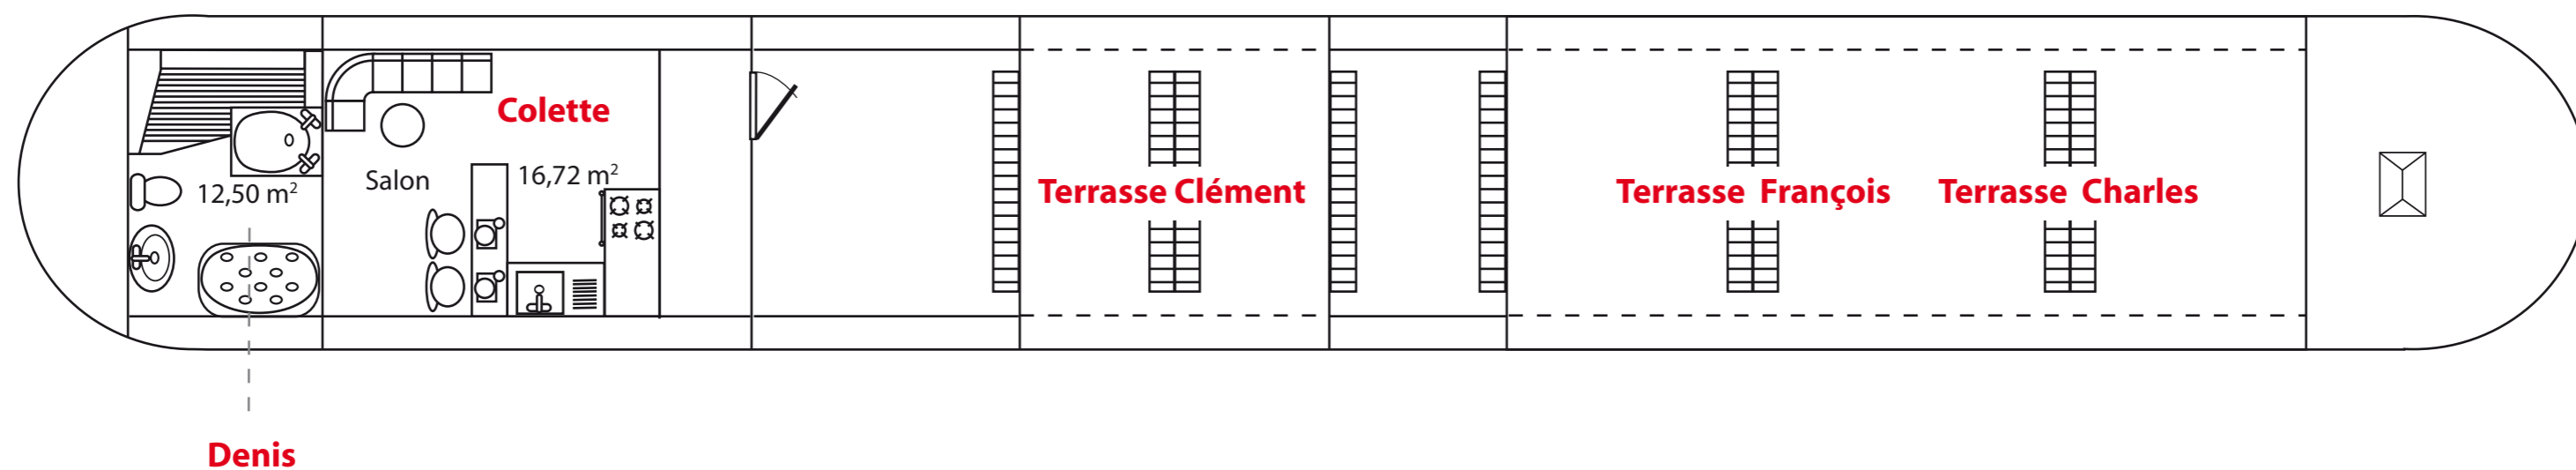 Colette
Salon
16,72 m²
12,50 m²
Terrasse Clément
Terrasse François
Terrasse Charles
Denis